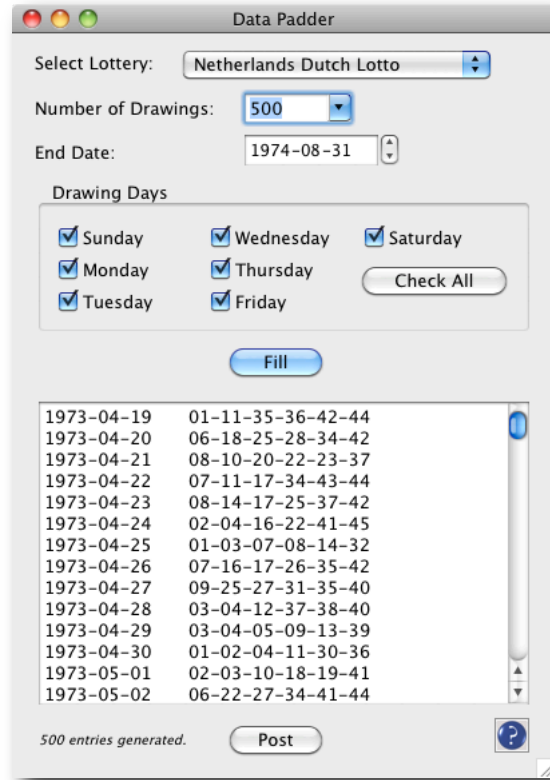 Data Padder
Select Lottery: Netherlands Dutch Lotto
Number of Drawings: 500
End Date: 1974-08-31
Drawing Days
Sunday Wednesday Saturday
Monday Thursday Check All
Tuesday Friday
Fill
1973-04-19 01-11-35-36-42-44
1973-04-20 06-18-25-28-34-42
1973-04-21 08-10-20-22-23-37
1973-04-22 07-11-17-34-43-44
1973-04-23 08-14-17-25-37-42
1973-04-24 02-04-16-22-41-45
1973-04-25 01-03-07-08-14-32
1973-04-26 07-16-17-26-35-42
1973-04-27 09-25-27-31-35-40
1973-04-28 03-04-12-37-38-40
1973-04-29 03-04-05-09-13-39
1973-04-30 01-02-04-11-30-36
1973-05-01 02-03-10-18-19-41
1973-05-02 06-22-27-34-41-44
500 entries generated. Post ?